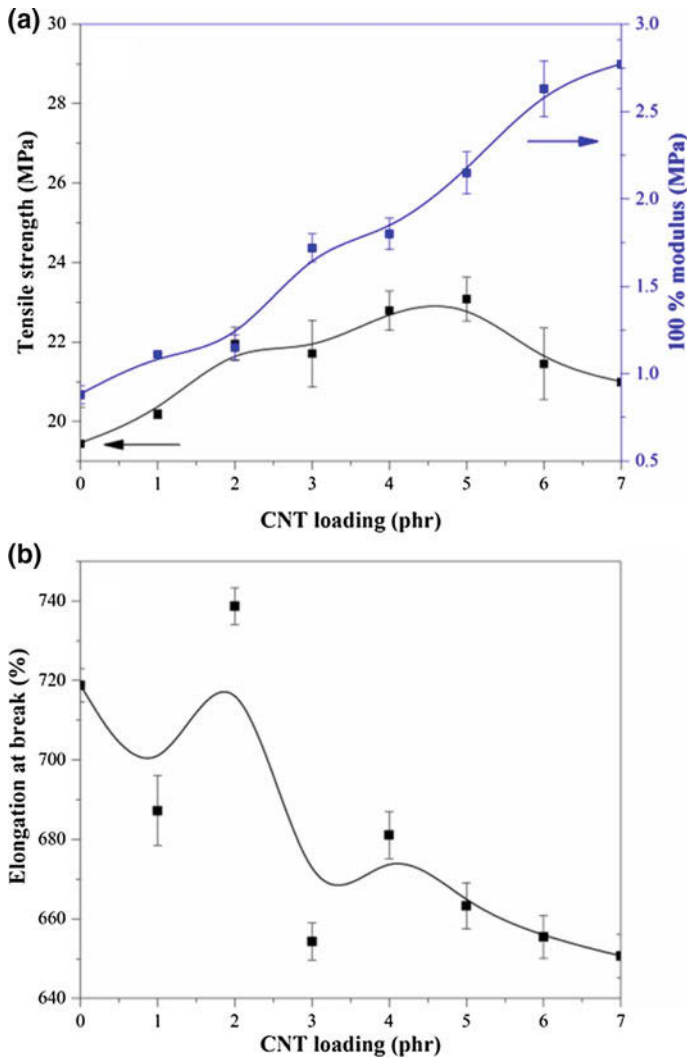 (a)
30
28
26
24
22
20
Tensile strength (MPa)
3.0
2.5
2.0
1.5
1.0
0.5
100 % modulus (MPa)
0 1 2 3 4 5 6 7
CNT loading (phr)
(b)
740
720
700
680
660
640
Elongation at break (%)
0 1 2 3 4 5 6 7
CNT loading (phr)